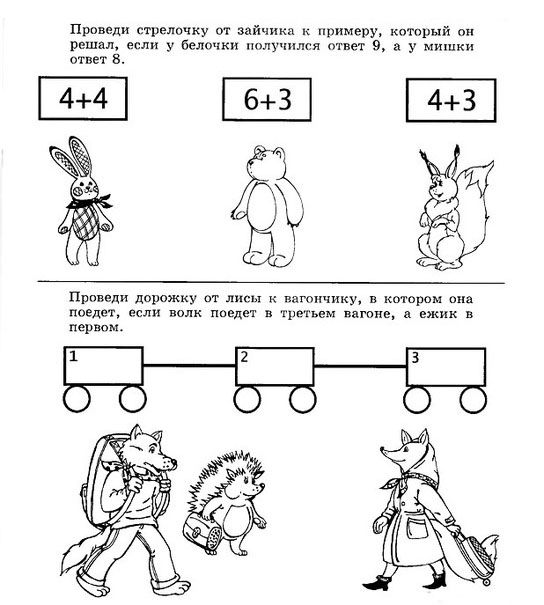 Проведи стрелочку от зайчика к примеру, который он
решал, если у белочки получился ответ 9, а у мишки
ответ 8.
4+4 6+3 4+3
Проведи дорожку от лисы к вагончику, в котором она
поедет, если волк поедет в третьем вагоне, а ежик в
первом.
1 2 3